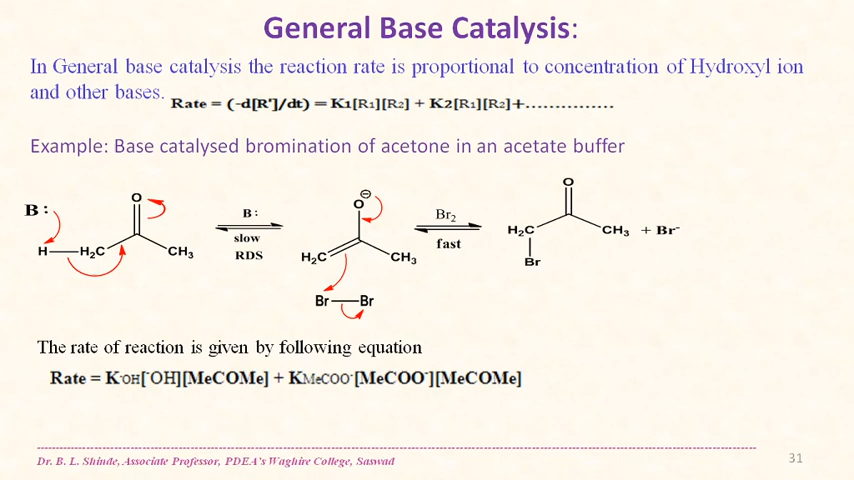 General Base Catalysis:
In General base catalysis the reaction rate is proportional to concentration of Hydroxyl ion
and other bases. Rate = (-d[R']/dt) = K1[R1][R2] + K2[R1][R2]+……………
Example: Base catalysed bromination of acetone in an acetate buffer
B: H H2C O CH3
B:
slow
RDS
O ⊖ H2C CH3
Br Br
Br2
fast
O H2C CH3 + Br-
Br
The rate of reaction is given by following equation
Rate = K-OH[-OH][MeCOMe] + KMeCOO-[MeCOO-][MeCOMe]
Dr. B. L. Shinde, Associate Professor, PDEA's Waghire College, Saswad
31